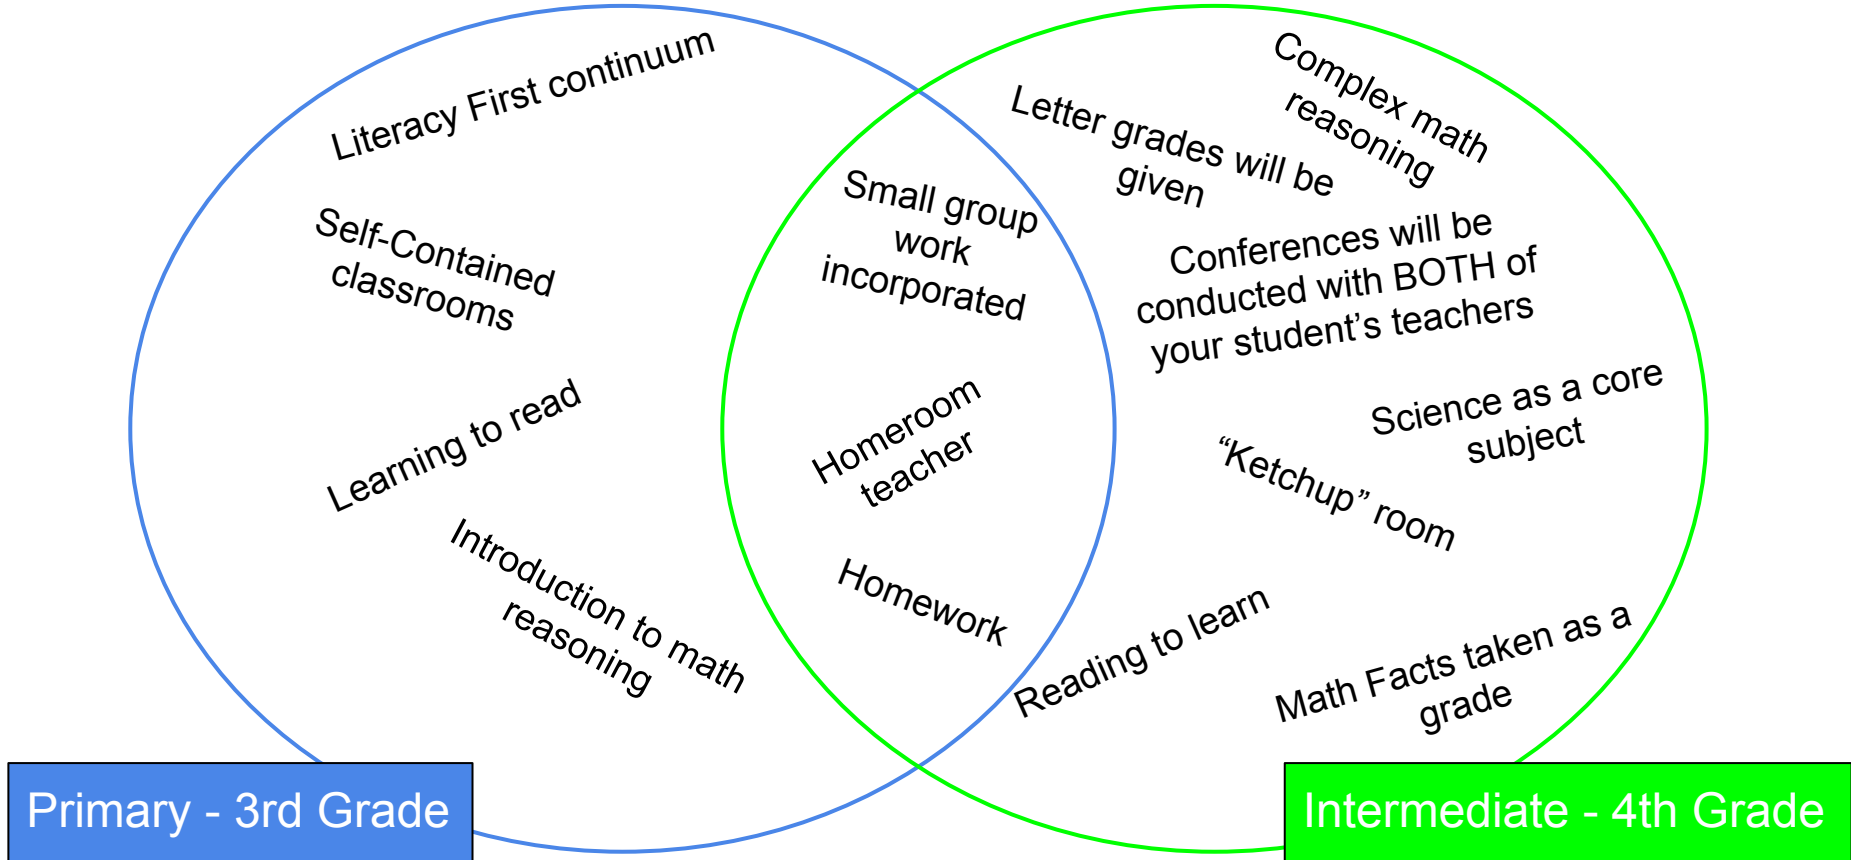 Literacy First continuum
Self-Contained
classrooms
Learning to read
Introduction to math
reasoning
Small group
work
incorporated
Homeroom
teacher
Homework
Complex math
reasoning
Letter grades will be
given
Conferences will be
conducted with BOTH of
your student’s teachers
Science as a core
subject
“Ketchup” room
Reading to learn
Math Facts taken as a
grade
Primary - 3rd Grade
Intermediate - 4th Grade